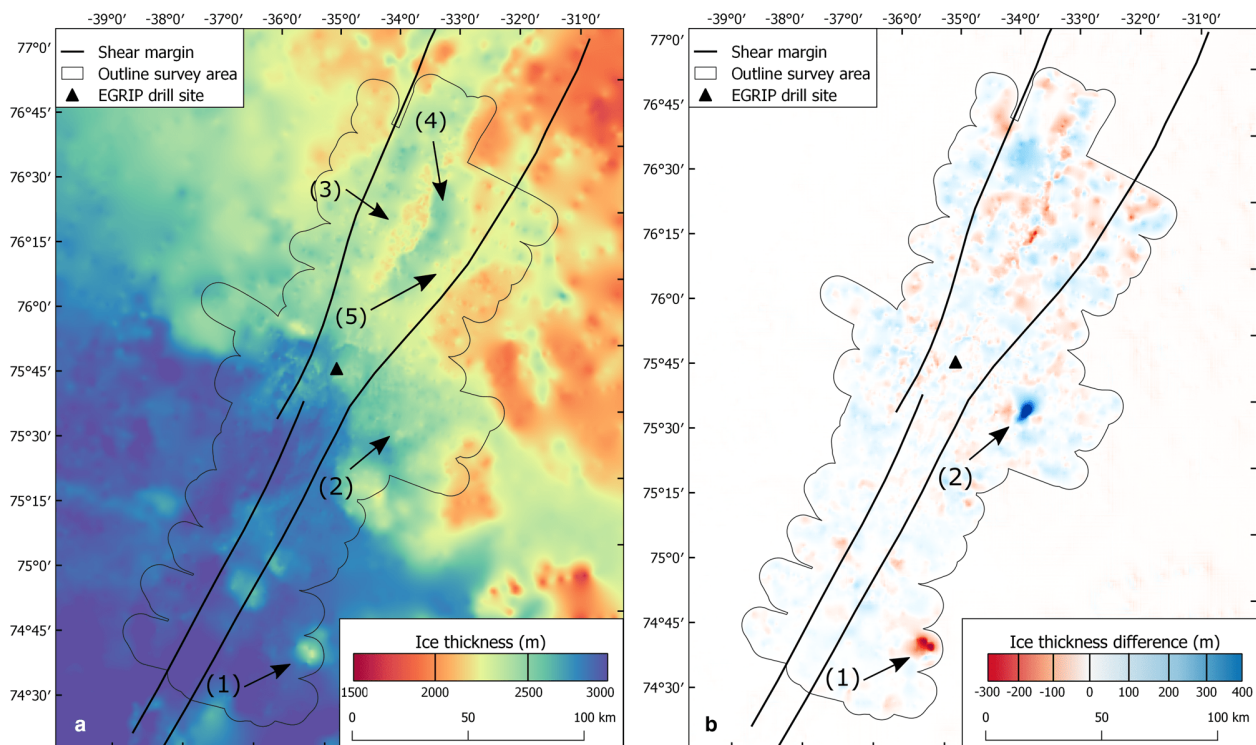 -39°0′ -37°0′ -36°0′ -35°0′ -34°0′ -33°0′ -32°0′ -31°0′
77°0′
Shear margin
Outline survey area
EGRIP drill site
76°45′
(4)
76°30′
(3)
76°15′
76°0′
(5)
75°45′
75°30′
(2)
75°15′
75°0′
74°45′
(1)
74°30′
Ice thickness (m)
1500 2000 2500 3000
0 50 100 km
a
-39°0′ -37°0′ -36°0′ -35°0′ -34°0′ -33°0′ -32°0′ -31°0′
77°0′
Shear margin
Outline survey area
EGRIP drill site
76°45′
76°30′
76°15′
76°0′
75°45′
75°30′
(2)
75°15′
75°0′
74°45′
(1)
74°30′
Ice thickness difference (m)
-300 -200 -100 0 100 200 300 400
0 50 100 km
b